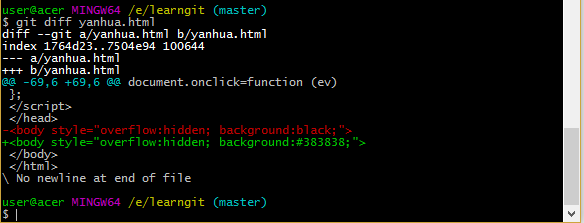 user@acer MINGW64 /e/learngit (master)
$ git diff yanhua.html
diff --git a/yanhua.html b/yanhua.html
index 1764d23..7504e94 100644
--- a/yanhua.html
+++ b/yanhua.html
@@ -69,6 +69,6 @@ document.onclick=function (ev)
 };
 </script>
 </head>
-<body style="overflow:hidden; background:black;">
+<body style="overflow:hidden; background:#383838;">
 </body>
 </html>
\ No newline at end of file
user@acer MINGW64 /e/learngit (master)
$